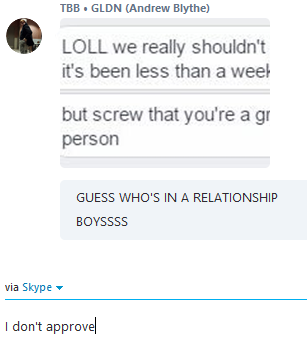 TBB • GLDN (Andrew Blythe)
LOLL we really shouldn't
it's been less than a week
but screw that you're a
person
GUESS WHO'S IN A RELATIONSHIP
BOYSSSS
via Skype
I don't approve